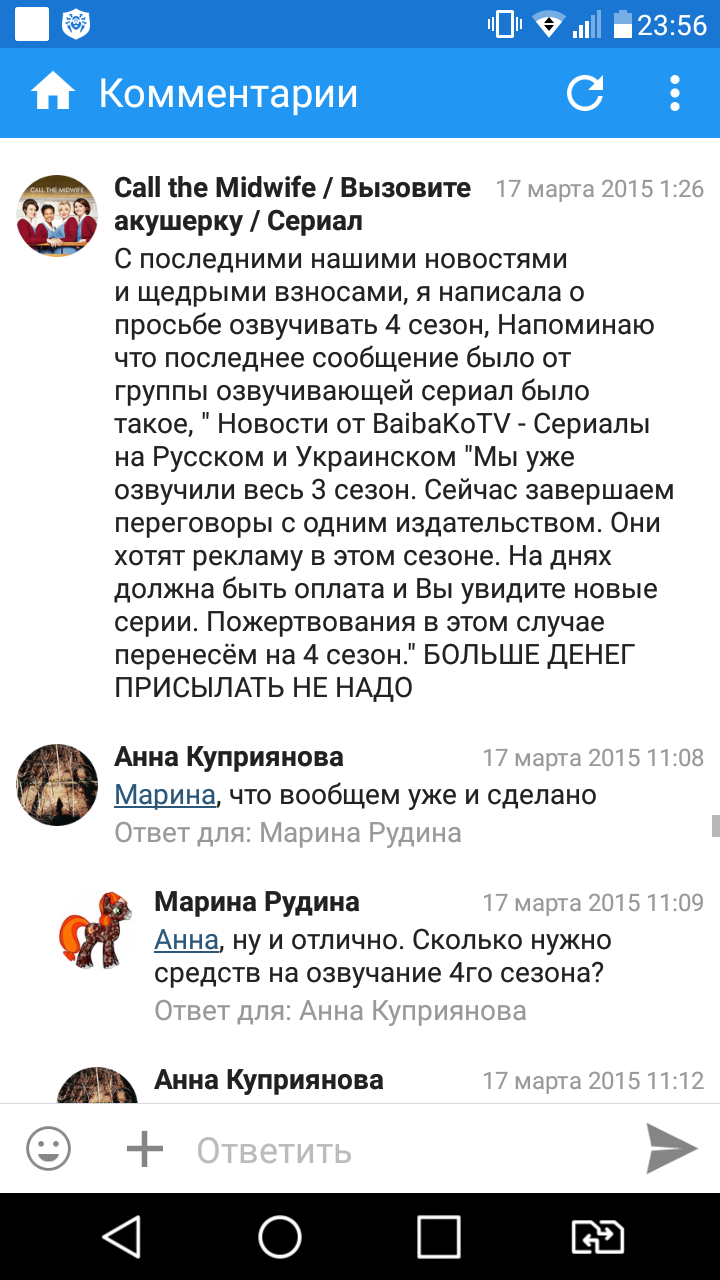 23:56
Комментарии
CALL THE MIDWIFE
Call the Midwife / Вызовите
17 марта 2015 1:26
акушерку / Сериал
С последними нашими новостями
и щедрыми взносами, я написала о
просьбе озвучивать 4 сезон, Напоминаю
что последнее сообщение было от
группы озвучивающей сериал было
такое, " Новости от BaibaKoTV - Сериалы
на Русском и Украинском "Мы уже
озвучили весь 3 сезон. Сейчас завершаем
переговоры с одним издательством. Они
хотят рекламу в этом сезоне. На днях
должна быть оплата и Вы увидите новые
серии. Пожертвования в этом случае
перенесём на 4 сезон." БОЛЬШЕ ДЕНЕГ
ПРИСЫЛАТЬ НЕ НАДО
Анна Куприянова
17 марта 2015 11:08
Марина, что вообщем уже и сделано
Ответ для: Марина Рудина
Марина Рудина
17 марта 2015 11:09
Анна, ну и отлично. Сколько нужно
средств на озвучание 4го сезона?
Ответ для: Анна Куприянова
Анна Куприянова
17 марта 2015 11:12
Ответить